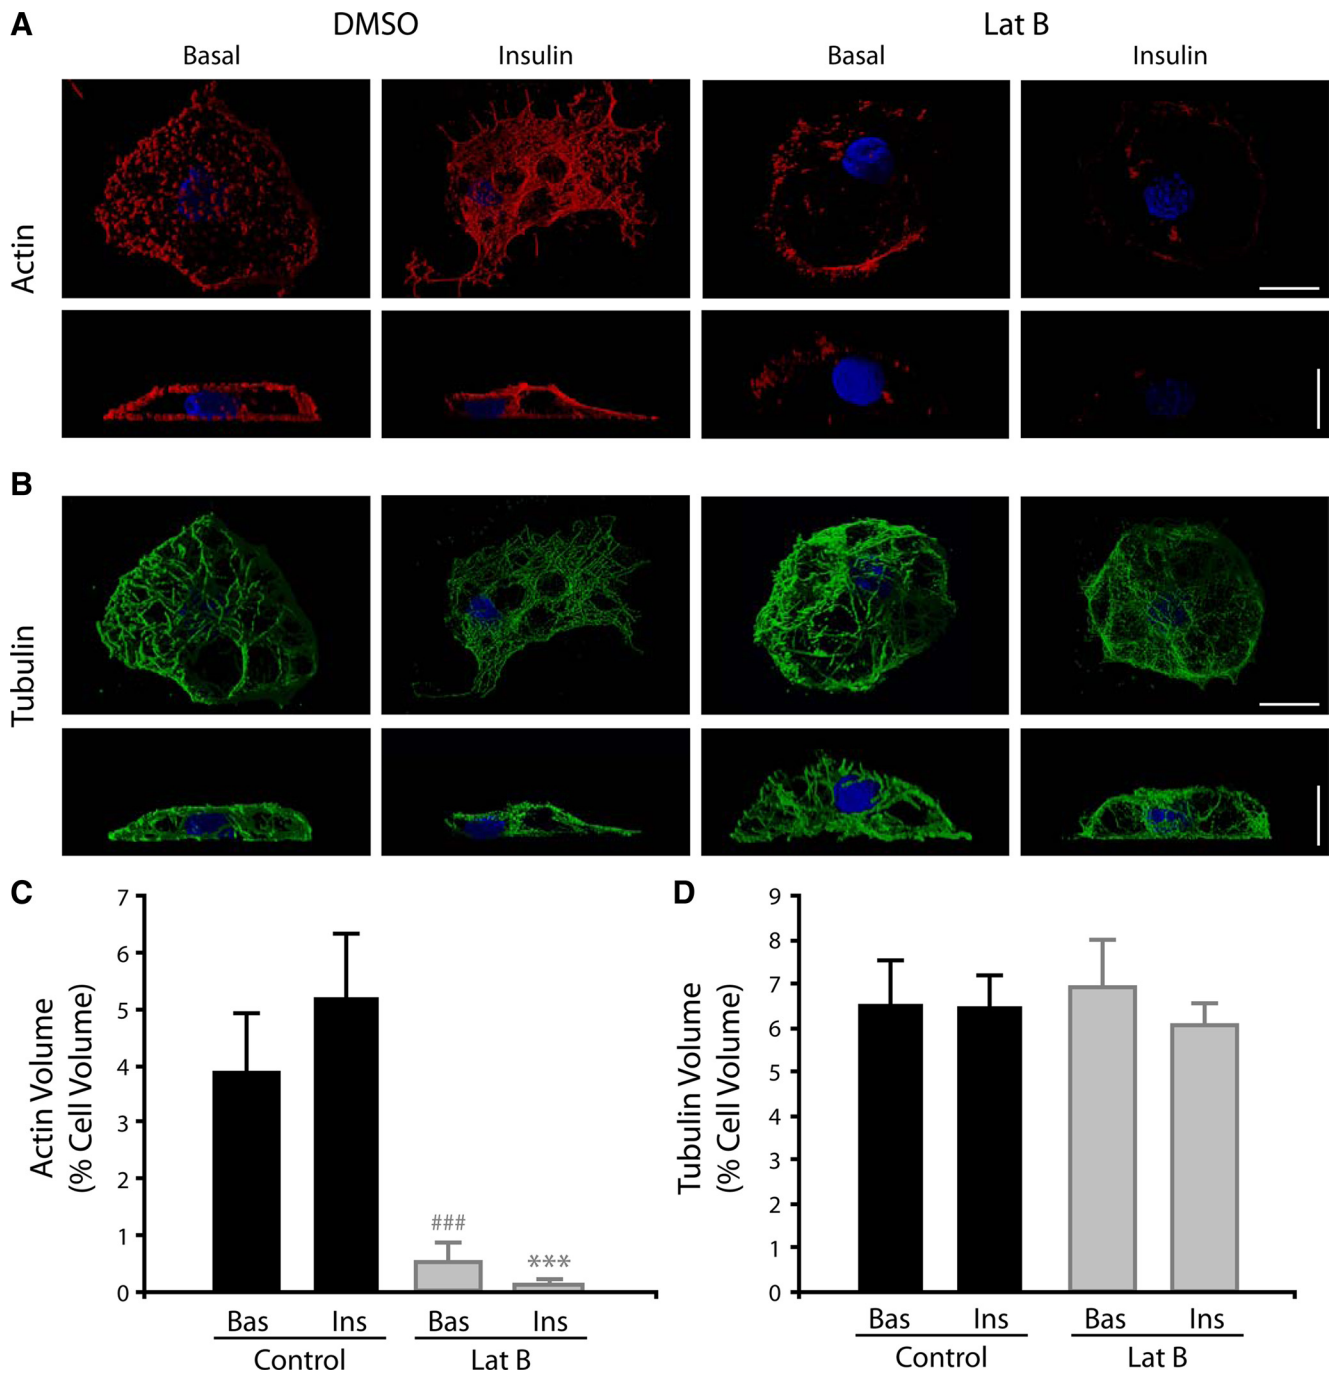 A
DMSO
Lat B
Basal
Insulin
Basal
Insulin
Actin
B
Tubulin
C
Actin Volume
(% Cell Volume)
7
6
5
4
3
2
1
0
###
***
Bas
Ins
Bas
Ins
Control
Lat B
D
Tubulin Volume
(% Cell Volume)
9
8
7
6
5
4
3
2
1
0
Bas
Ins
Bas
Ins
Control
Lat B